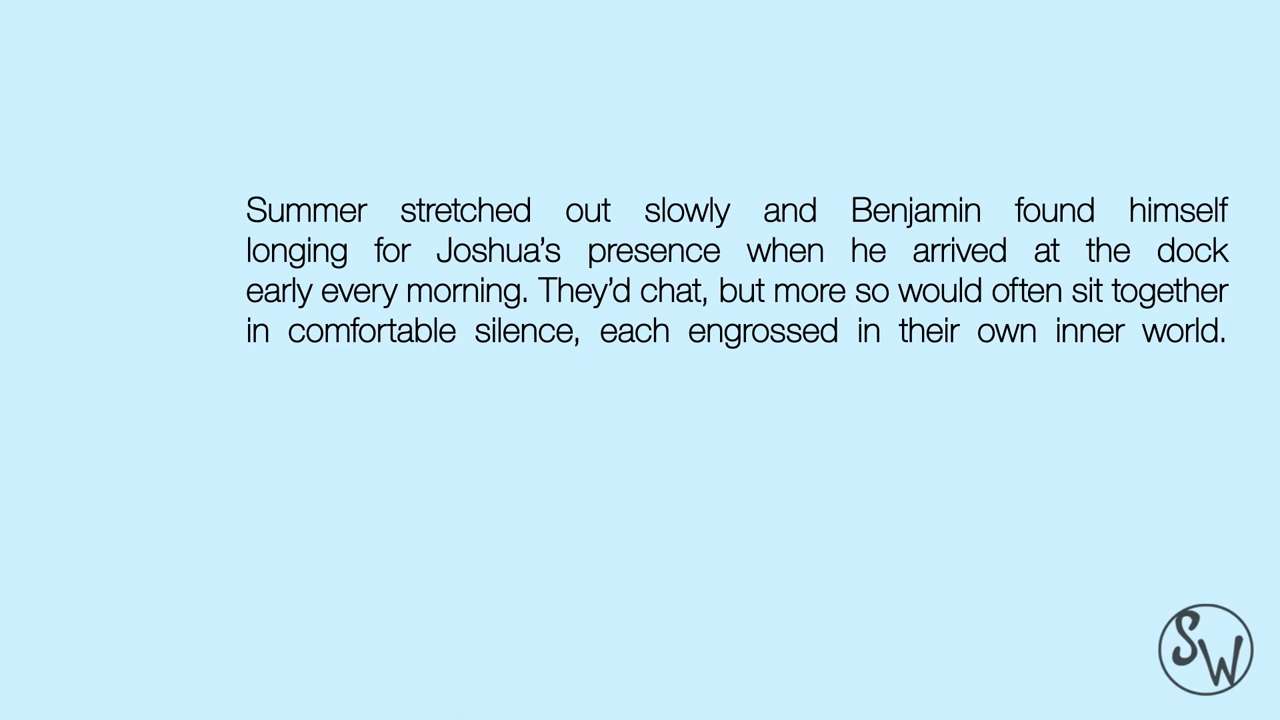 Summer stretched out slowly and Benjamin found himself
longing for Joshua’s presence when he arrived at the dock
early every morning. They’d chat, but more so would often sit together
in comfortable silence, each engrossed in their own inner world.
SW